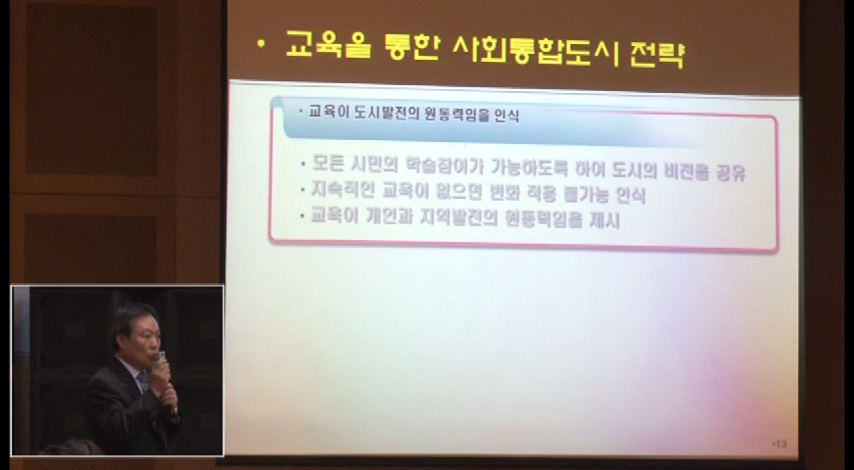 • 교육을 통한 사회통합도시 전략
• 교육이 도시발전의 원동력임을 인식
• 모든 시민의 학습참여가 가능하도록 하여 도시의 비전을 공유
• 지속적인 교육이 없으면 변화 적응 불가능 인식
• 교육이 개인과 지역발전의 원동력임을 제시
•13